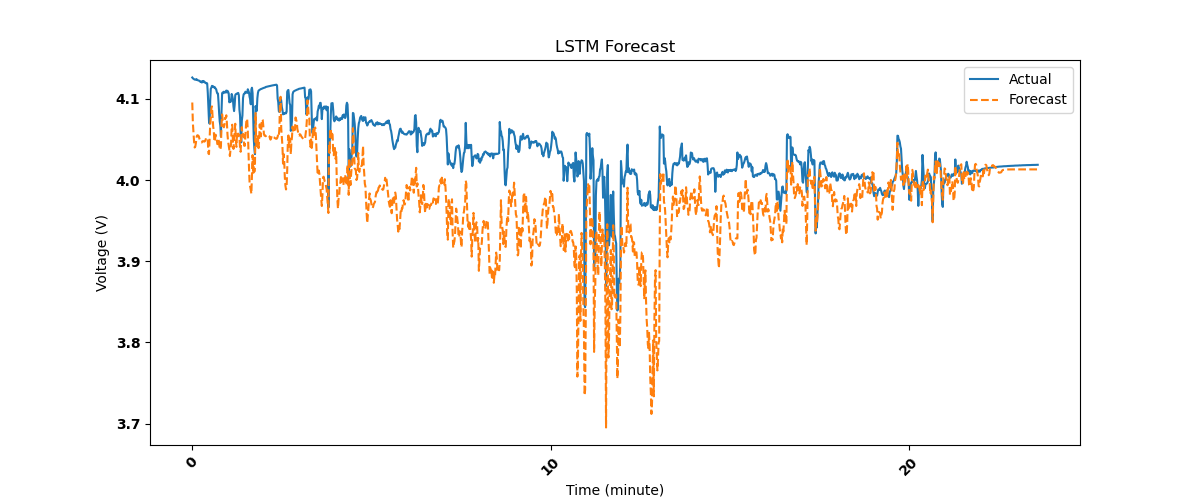 LSTM Forecast
Actual
Forecast
4.1
4.0
3.9
3.8
3.7
Voltage (V)
0
10
20
Time (minute)